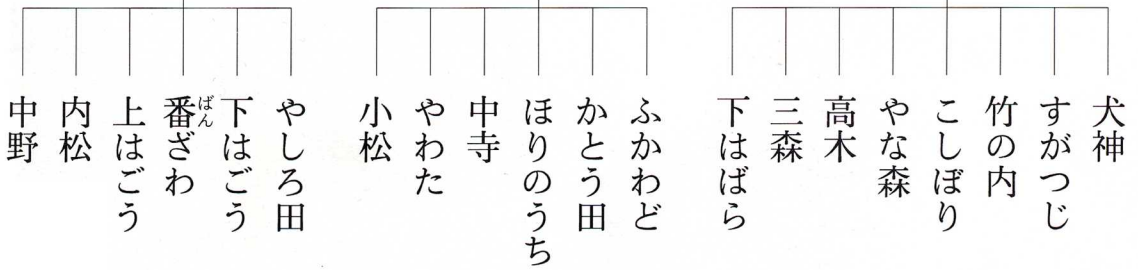 犬神
すがつじ
竹の内
こしぼり
やな森
高木
三森
下はばら
ふかわど
かとう田
ほりのうち
中寺
やわた
小松
やしろ田
下はごう
番ざわ
ばん
上はごう
内松
中野